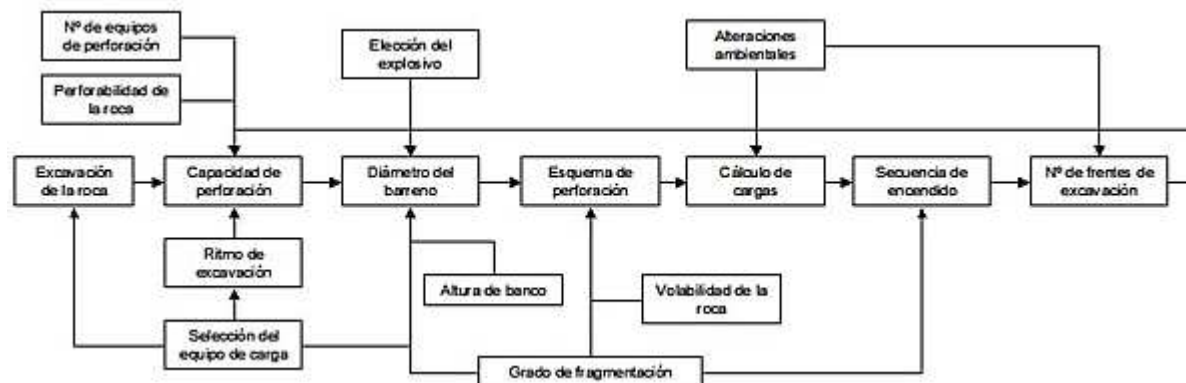 Nº de equipos
de perforación
Elección del
explosivo
Alteraciones
ambientales
Perforabilidad de
la roca
Excavación
de la roca
Capacidad de
perforación
Diámetro del
barreno
Esquema de
perforación
Cálculo de
cargas
Secuencia de
encendido
Nº de frentes de
excavación
Ritmo de
excavación
Altura de banco
Volabilidad de la
roca
Selección del
equipo de carga
Grado de fragmentación